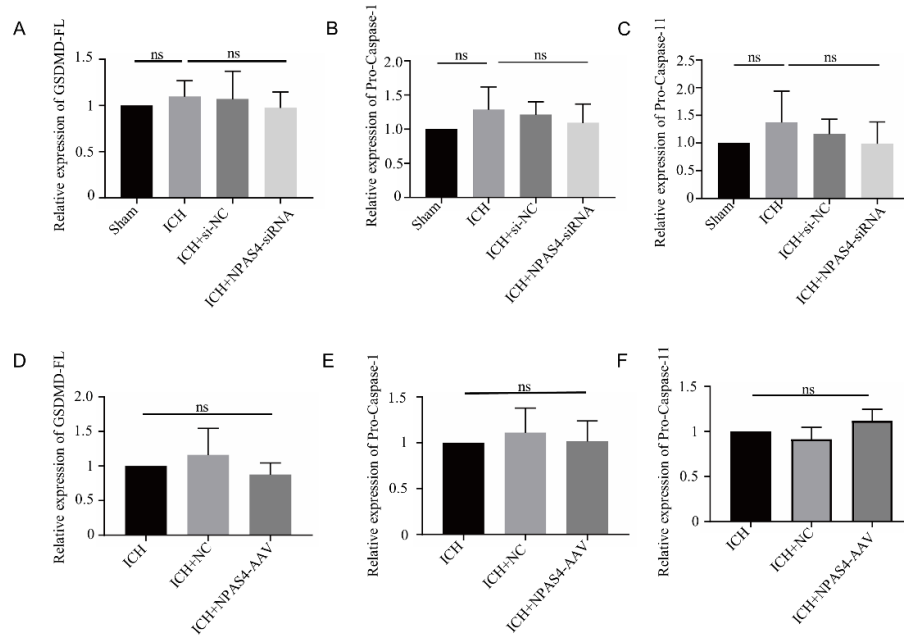 A
Relative expression of GSDMD-FL
1.5
1
0.5
0
ns
ns
Sham
ICH
ICH+si-NC
ICH+NPAS4-siRNA
B
Relative expression of Pro-Caspase-1
2.0
1.5
1.0
0.5
0
ns
ns
Sham
ICH
ICH+si-NC
ICH+NPAS4-siRNA
C
Relative expression of Pro-Caspase-11
2.5
2.0
1.5
1.0
0.5
0
ns
ns
Sham
ICH
ICH+si-NC
ICH+NPAS4-siRNA
D
Relative expression of GSDMD-FL
2.0
1.5
1
0.5
0
ns
ICH
ICH+NC
ICH+NPAS4-AAV
E
Relative expression of Pro-Caspase-1
1.5
1
0.5
0
ns
ICH
ICH+NC
ICH+NPAS4-AAV
F
Relative expression of Pro-Caspase-11
1.5
1
0.5
0
ns
ICH
ICH+NC
ICH+NPAS4-AAV